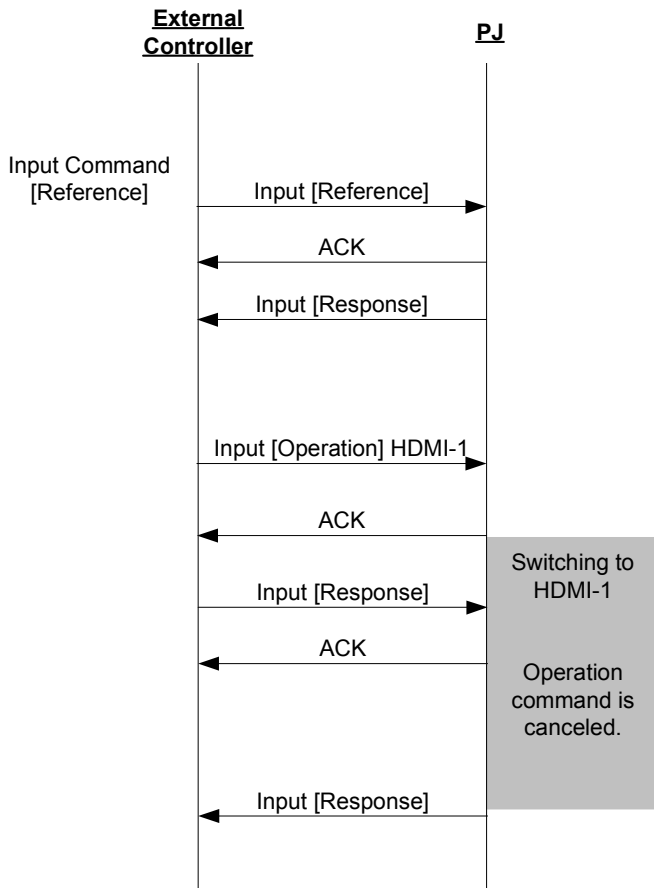 External
Controller
PJ
Input Command
[Reference]
Input [Reference]
ACK
Input [Response]
Input [Operation] HDMI-1
ACK
Switching to
HDMI-1
Input [Response]
ACK
Operation
command is
canceled.
Input [Response]